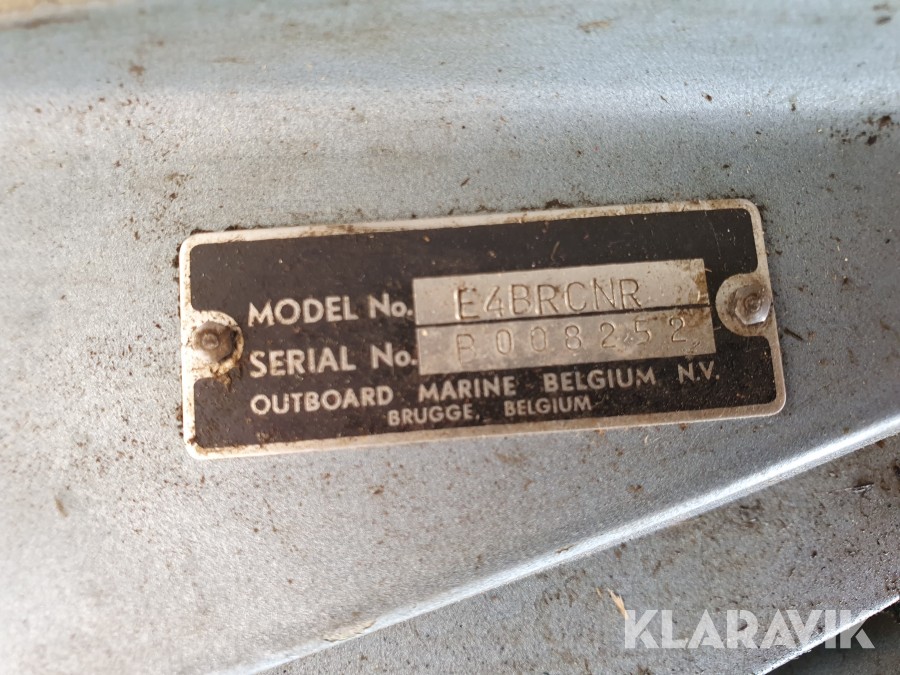 MODEL No. E4BRCNR
SERIAL No. B008252
OUTBOARD MARINE BELGIUM N.V.
BRUGGE, BELGIUM
KLARAVIK